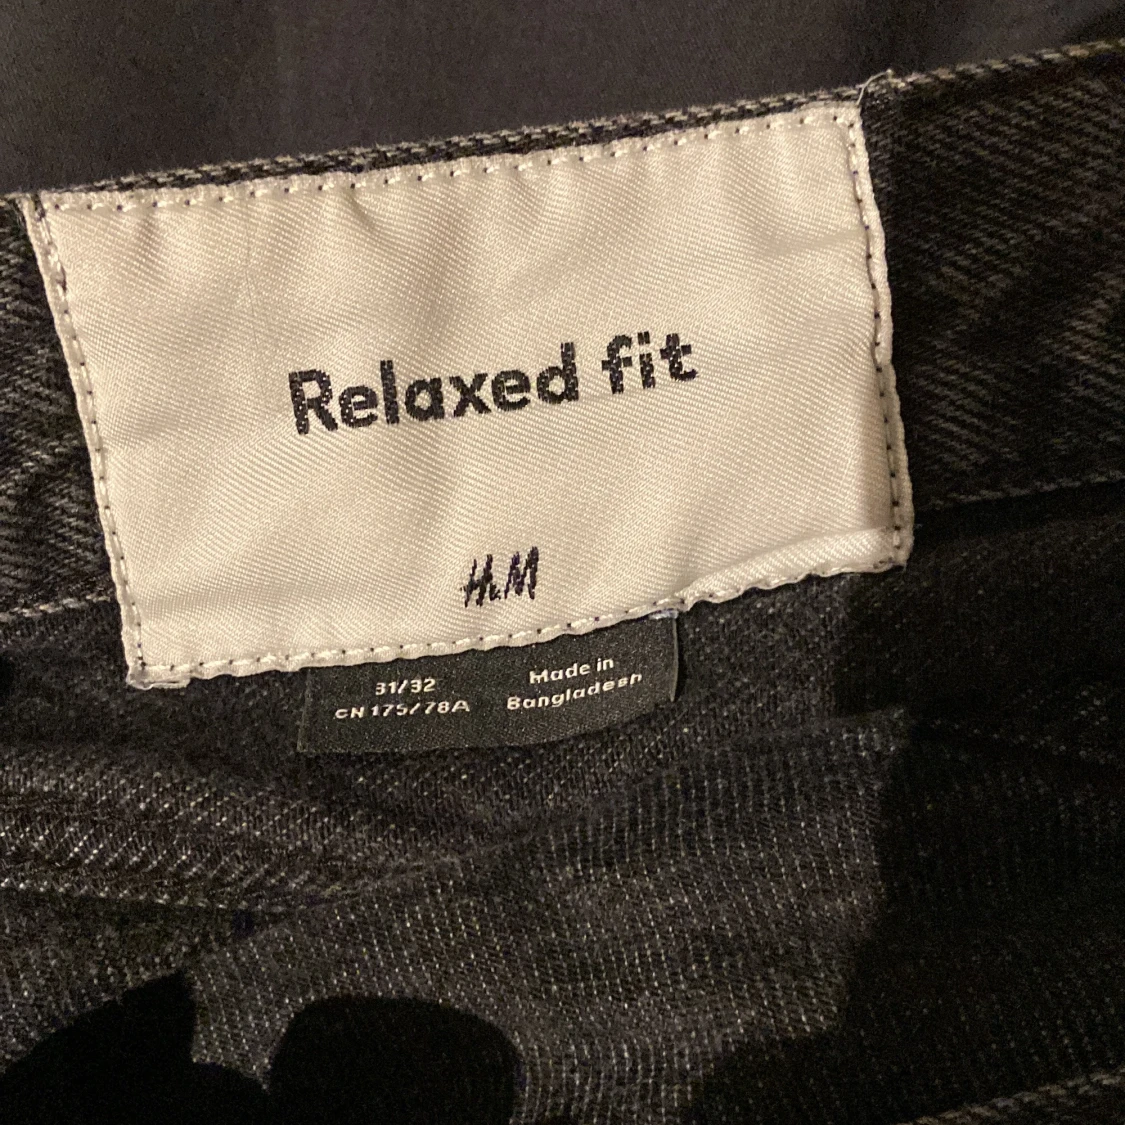 Relaxed fit
H&M
31/32
CN 175/78A
Made in
Bangladesh